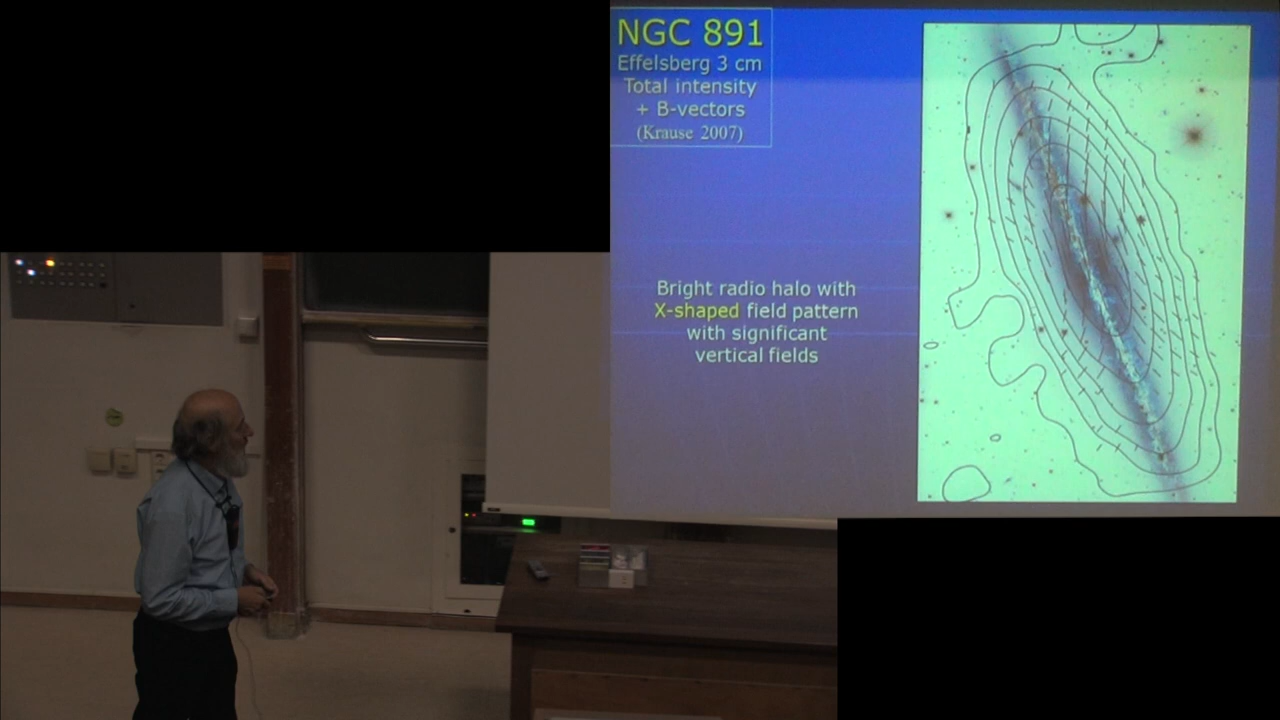 NGC 891
Effelsberg 3 cm
Total intensity
+ B-vectors
(Krause 2007)
Bright radio halo with
X-shaped field pattern
with significant
vertical fields